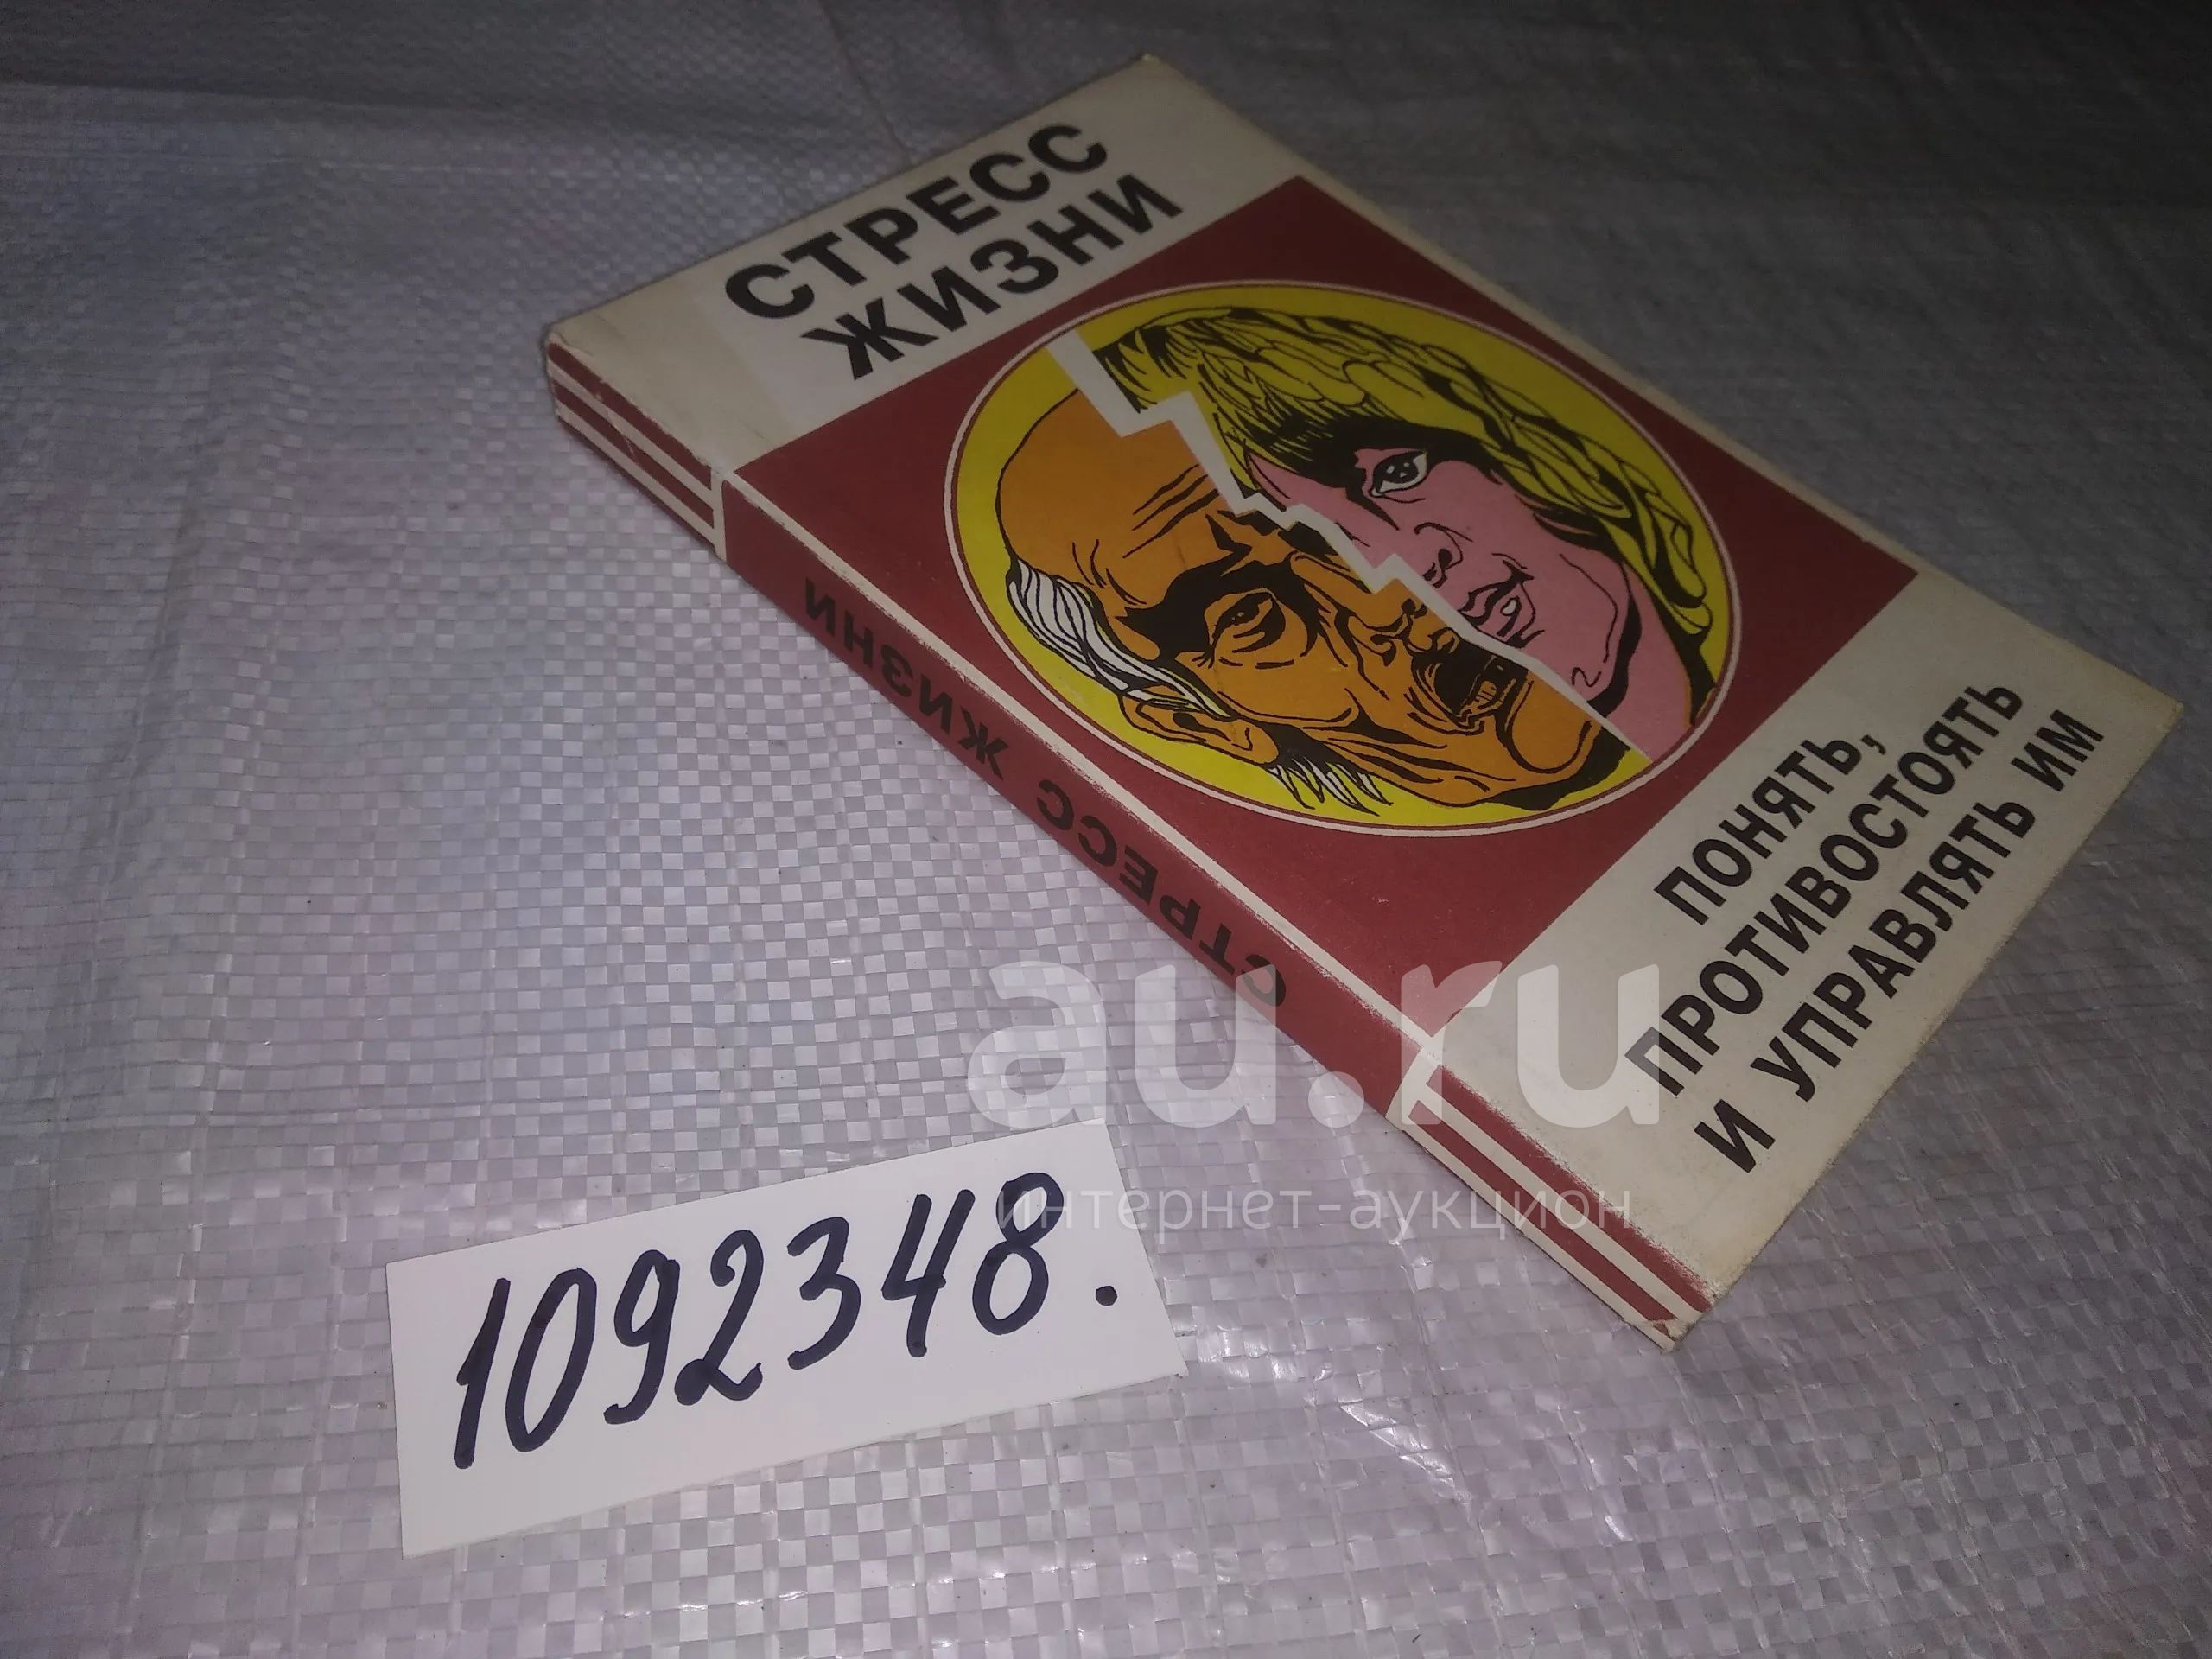 СТРЕСС
ЖИЗНИ
ПОНЯТЬ,
ПРОТИВОСТОЯТЬ
И УПРАВЛЯТЬ ИМ
СТРЕСС ЖИЗНИ
au.ru
интернет-аукцион
1092348.